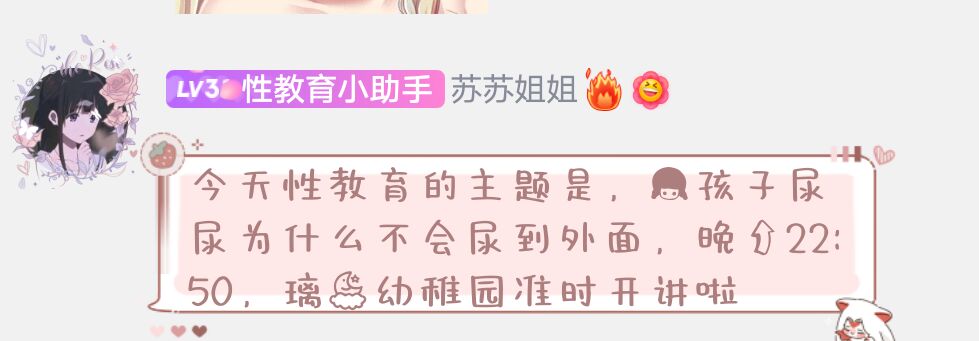 LV3 性教育小助手 苏苏姐姐
今天性教育的主题是，孩子尿
尿为什么不会尿到外面，晚22:
50，璃幼稚园准时开讲啦